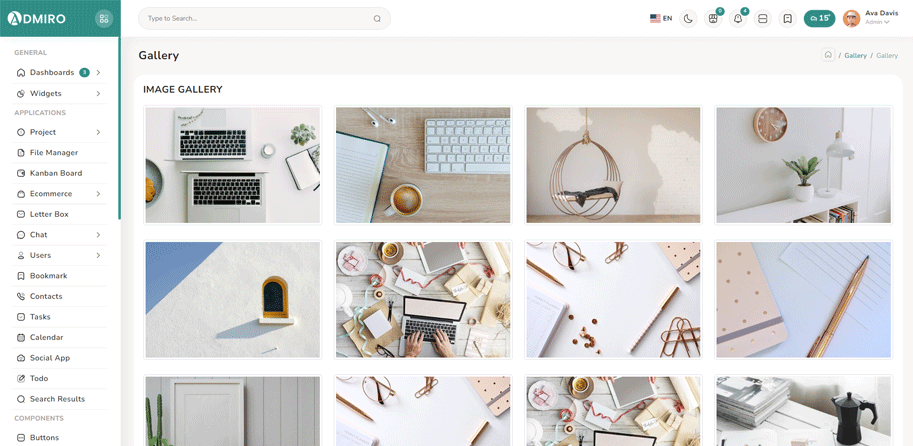 ADMIRO
Type to Search...
EN
0
4
15°
Ava Davis
Admin
GENERAL
Dashboards 3
Widgets
APPLICATIONS
Project
File Manager
Kanban Board
Ecommerce
Letter Box
Chat
Users
Bookmark
Contacts
Tasks
Calendar
Social App
Todo
Search Results
COMPONENTS
Buttons
Gallery
/ Gallery / Gallery
IMAGE GALLERY